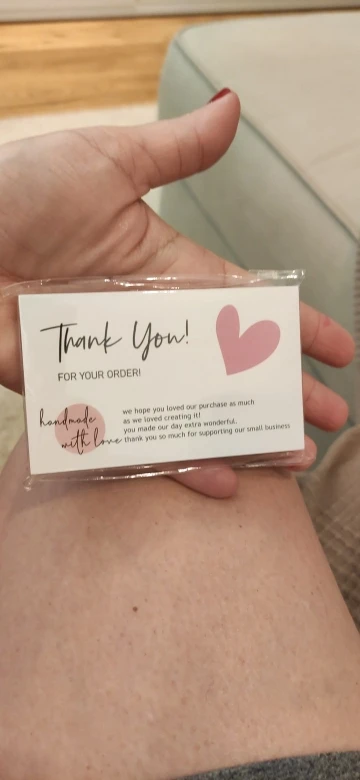 Thank You!
FOR YOUR ORDER!
handmade
with love
we hope you loved our purchase as much
as we loved creating it!
you made our day extra wonderful.
thank you so much for supporting our small business